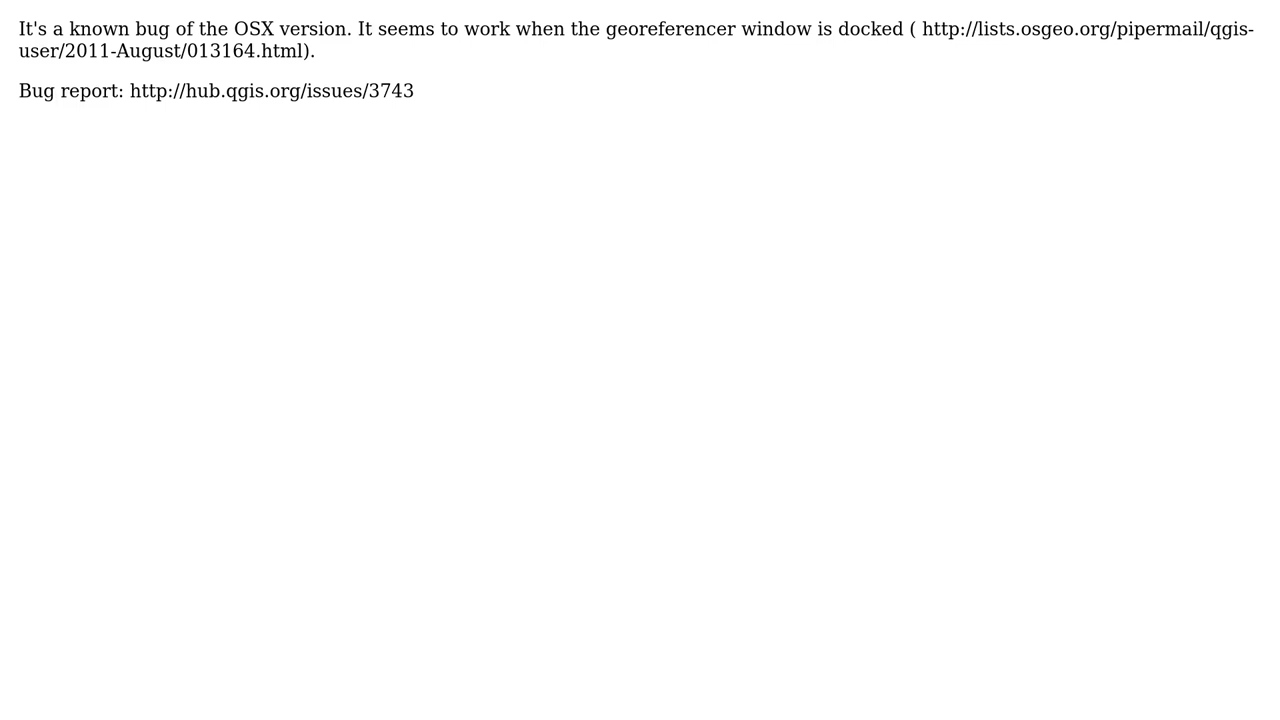 It's a known bug of the OSX version. It seems to work when the georeferencer window is docked ( http://lists.osgeo.org/pipermail/qgis-
user/2011-August/013164.html).
Bug report: http://hub.qgis.org/issues/3743